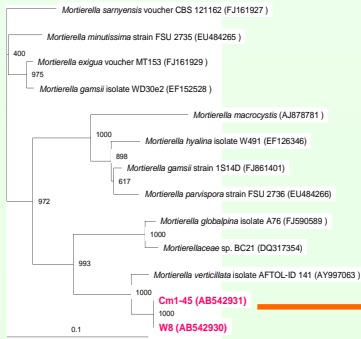 Mortierella sarnyensis voucher CBS 121162 (FJ161927 )
Mortierella minutissima strain FSU 2735 (EU484265 )
400
Mortierella exigua voucher MT153 (FJ161929 )
975
Mortierella gamsii isolate WD30e2 (EF152528 )
Mortierella macrocystis (AJ878781 )
1000
Mortierella hyalina isolate W491 (EF126346 )
898
Mortierella gamsii strain 1S14D (FJ861401)
617
Mortierella parvispora strain FSU 2736 (EU484266)
972
Mortierella globalpina isolate A76 (FJ590589 )
1000
Mortierellaceae sp. BC21 (DQ317354 )
993
Mortierella verticillata isolate AFTOL-ID 141 (AY997063 )
1000
Cm1-45 (AB542931)
1000
W8 (AB542930)
0.1